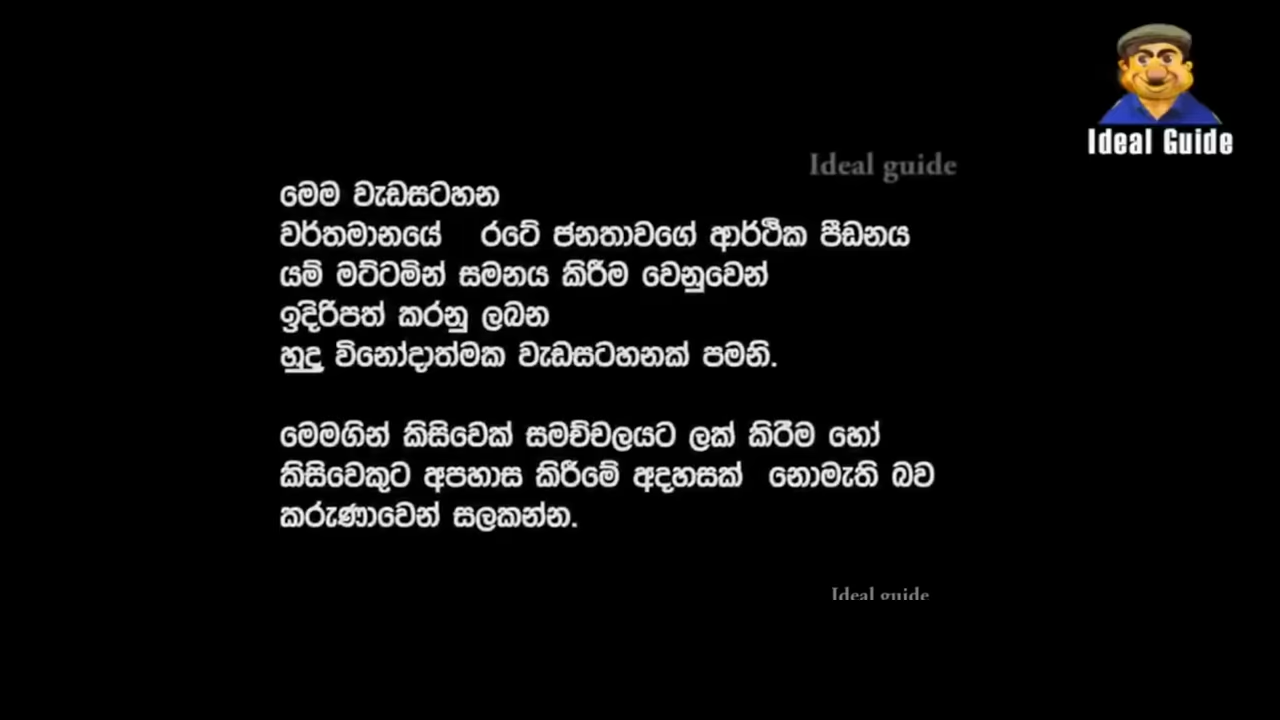 Ideal Guide
Ideal guide
මෙම වැඩසටහන
වර්තමානයේ රටේ ජනතාවගේ ආර්ථික පීඩනය
යම් මට්ටමින් සමනය කිරීම වෙනුවෙන්
ඉදිරිපත් කරනු ලබන
හුදු විනෝදාත්මක වැඩසටහනක් පමනි.
මෙමගින් කිසිවෙක් සමච්චලයට ලක් කිරීම හෝ
කිසිවෙකුට අපහාස කිරීමේ අදහසක් නොමැති බව
කරුණාවෙන් සලකන්න.
Ideal guide